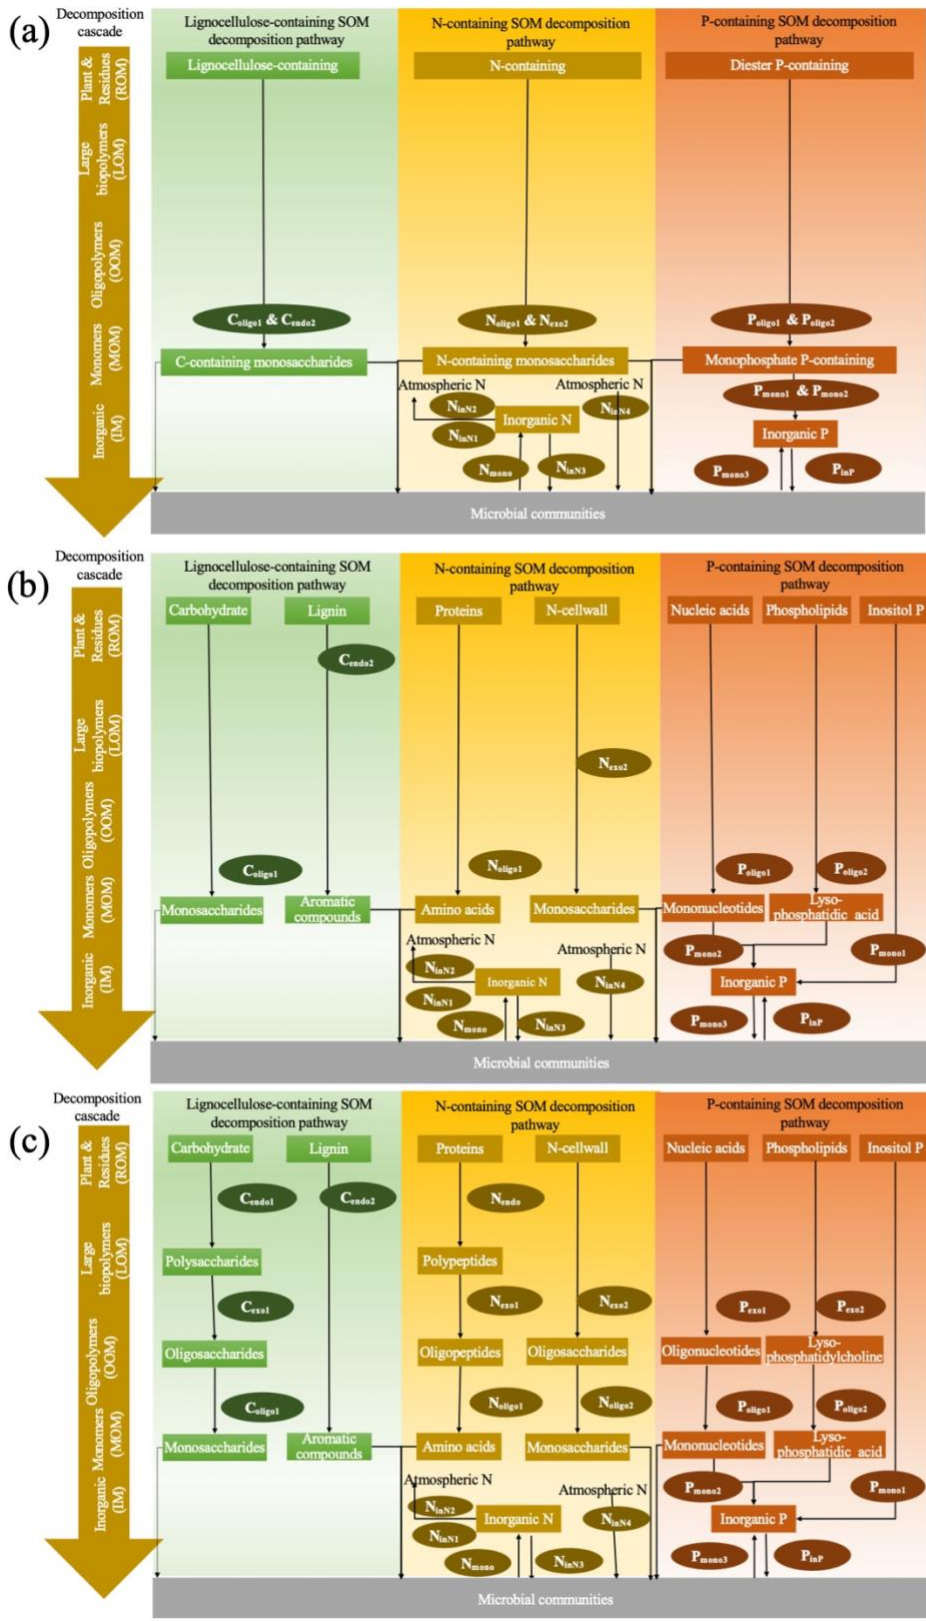 (a)
Decomposition
cascade
Plant &
Residues
(ROM)
Large
biopolymers
(LOM)
Oligopolymers
(OOM)
Monomers
(MOM)
Inorganic
(IM)
Lignocellulose-containing SOM
decomposition pathway
N-containing SOM decomposition
pathway
P-containing SOM decomposition
pathway
Lignocellulose-containing
N-containing
Diester P-containing
Coligo1 & Cendo2
Noligo1 & Nexo2
Poligo1 & Poligo2
C-containing monosaccharides
N-containing monosaccharides
Monophosphate P-containing
Atmospheric N
Atmospheric N
Pmono1 & Pmono2
NinN2
NinN1
Inorganic N
NinN4
Inorganic P
Nmono
NinN3
Pmono3
PinP
Microbial communities
(b)
Decomposition
cascade
Plant &
Residues
(ROM)
Large
biopolymers
(LOM)
Oligopolymers
(OOM)
Monomers
(MOM)
Inorganic
(IM)
Lignocellulose-containing SOM
decomposition pathway
N-containing SOM decomposition
pathway
P-containing SOM decomposition
pathway
Carbohydrate
Lignin
Proteins
N-cellwall
Nucleic acids
Phospholipids
Inositol P
Cendo2
Nexo2
Coligo1
Noligo1
Poligo1
Poligo2
Monosaccharides
Aromatic
compounds
Amino acids
Monosaccharides
Mononucleotides
Lyso-
phosphatidic acid
Atmospheric N
Atmospheric N
Pmono2
Pmono1
NinN2
NinN1
Inorganic N
NinN4
Inorganic P
Nmono
NinN3
Pmono3
PinP
Microbial communities
(c)
Decomposition
cascade
Plant &
Residues
(ROM)
Large
biopolymers
(LOM)
Oligopolymers
(OOM)
Monomers
(MOM)
Inorganic
(IM)
Lignocellulose-containing SOM
decomposition pathway
N-containing SOM decomposition
pathway
P-containing SOM decomposition
pathway
Carbohydrate
Lignin
Proteins
N-cellwall
Nucleic acids
Phospholipids
Inositol P
Cendo1
Cendo2
Nendo
Polysaccharides
Polypeptides
Cexo1
Nexo1
Nexo2
Pexo1
Pexo2
Oligosaccharides
Oligopeptides
Oligosaccharides
Oligonucleotides
Lyso-
phosphatidylcholine
Coligo1
Noligo1
Noligo2
Poligo1
Poligo2
Monosaccharides
Aromatic
compounds
Amino acids
Monosaccharides
Mononucleotides
Lyso-
phosphatidic acid
Atmospheric N
Atmospheric N
Pmono2
Pmono1
NinN2
NinN1
Inorganic N
NinN4
Inorganic P
Nmono
NinN3
Pmono3
PinP
Microbial communities